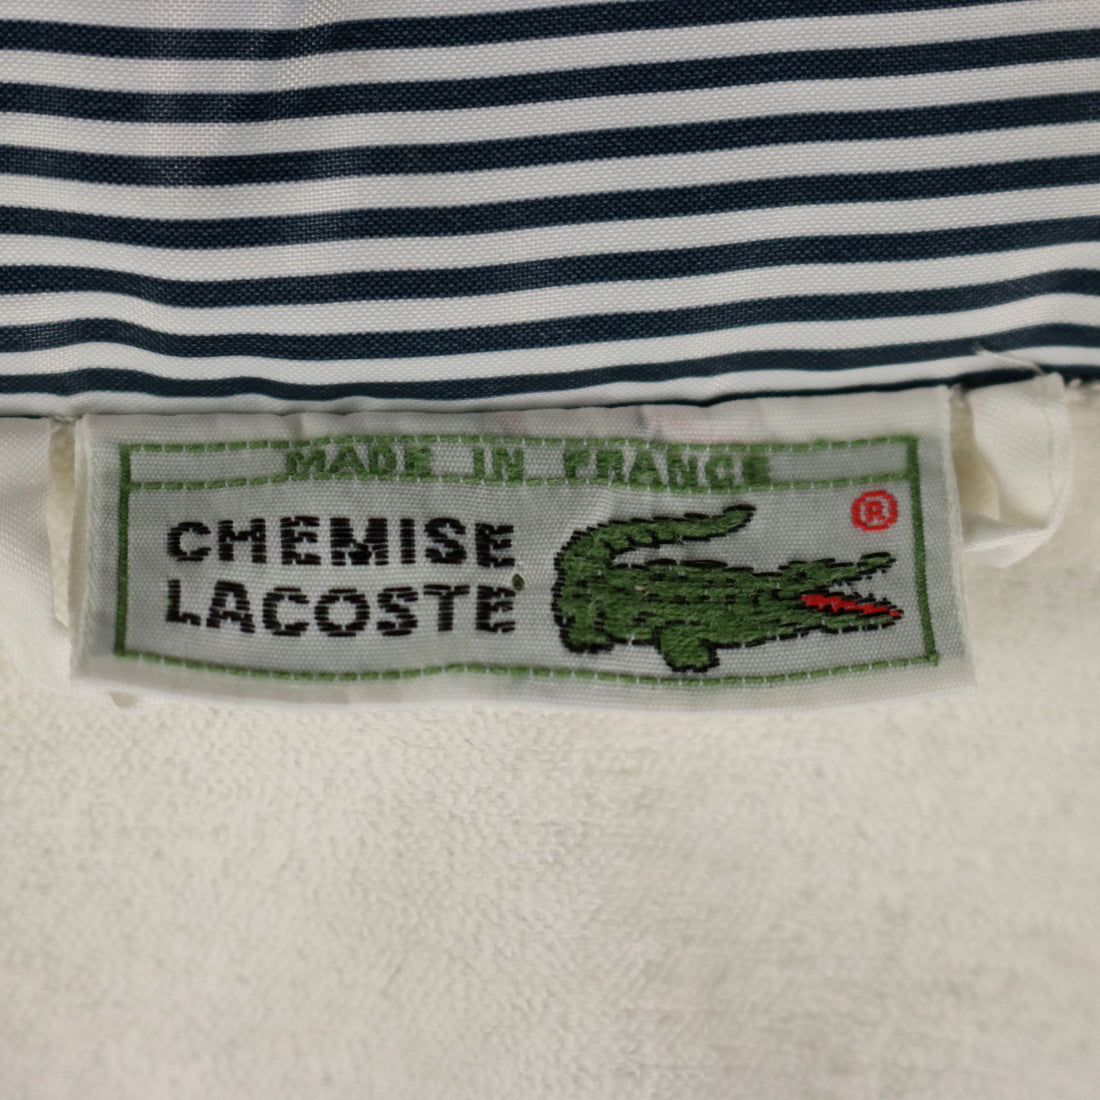 MADE IN FRANCE
®
CHEMISE
LACOSTE